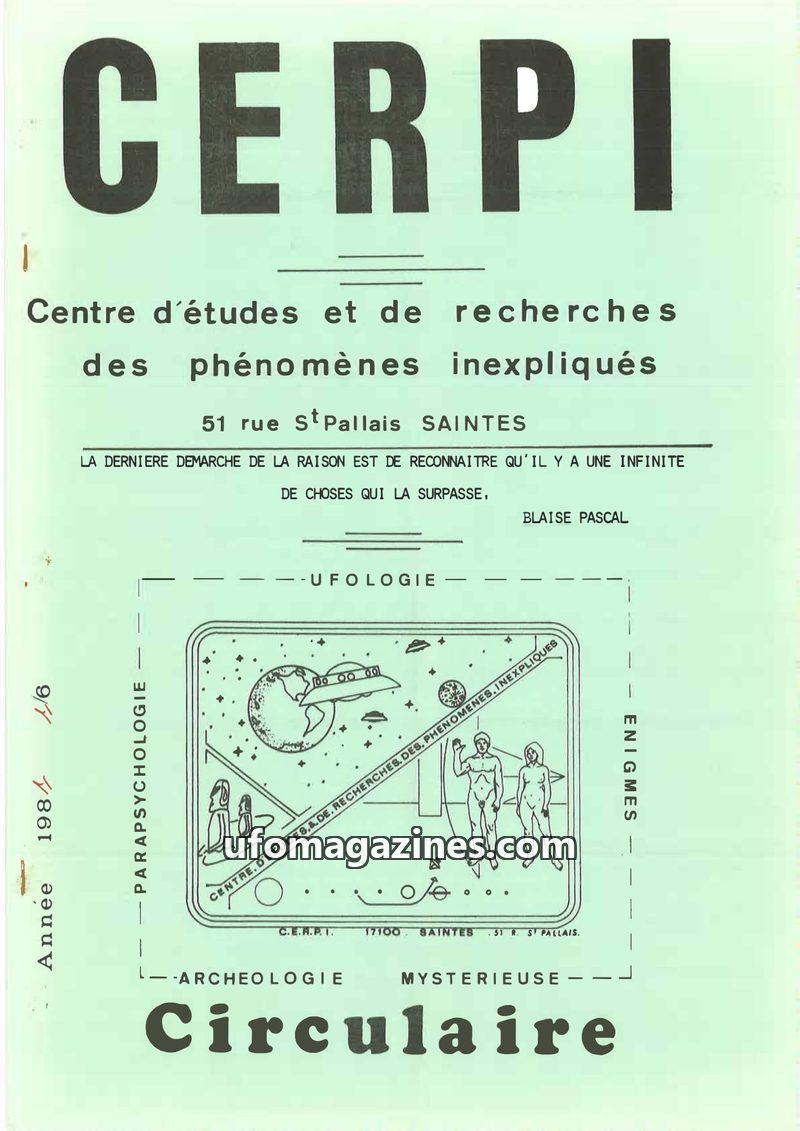 CERPI
Centre d'études et de recherches
des phénomènes inexpliqués
51 rue St Pallais SAINTES
LA DERNIERE DEMARCHE DE LA RAISON EST DE RECONNAITRE QU'IL Y A UNE INFINITE
DE CHOSES QUI LA SURPASSE.
BLAISE PASCAL
UFOLOGIE
PARAPSYCHOLOGIE
ENIGMES
CENTRE.D'ETUDES.&.DE.RECHERCHES.DES.PHENOMENES.INEXPLIQUES
ufomagazines.com
C.E.R.P.I. 17100. SAINTES .51 R. St PALLAIS.
ARCHEOLOGIE MYSTERIEUSE
Année 1981
Circulaire